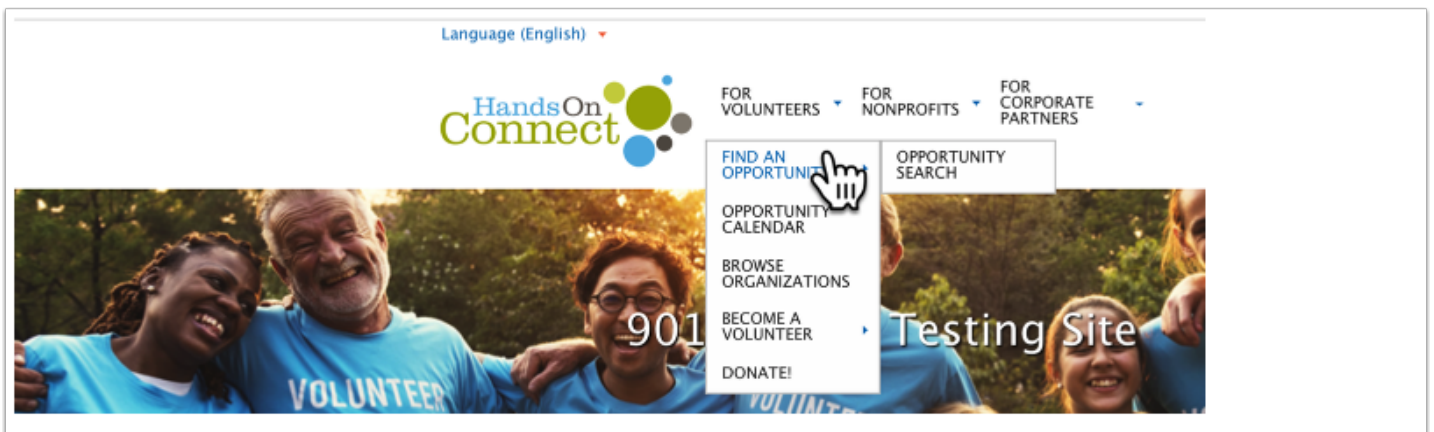 Language (English)
HandsOn
Connect
FOR
VOLUNTEERS
FOR
NONPROFITS
FOR
CORPORATE
PARTNERS
FIND AN
OPPORTUNITY
OPPORTUNITY
SEARCH
OPPORTUNITY
CALENDAR
BROWSE
ORGANIZATIONS
BECOME A
VOLUNTEER
DONATE!
901
Testing Site
VOLUNTEER